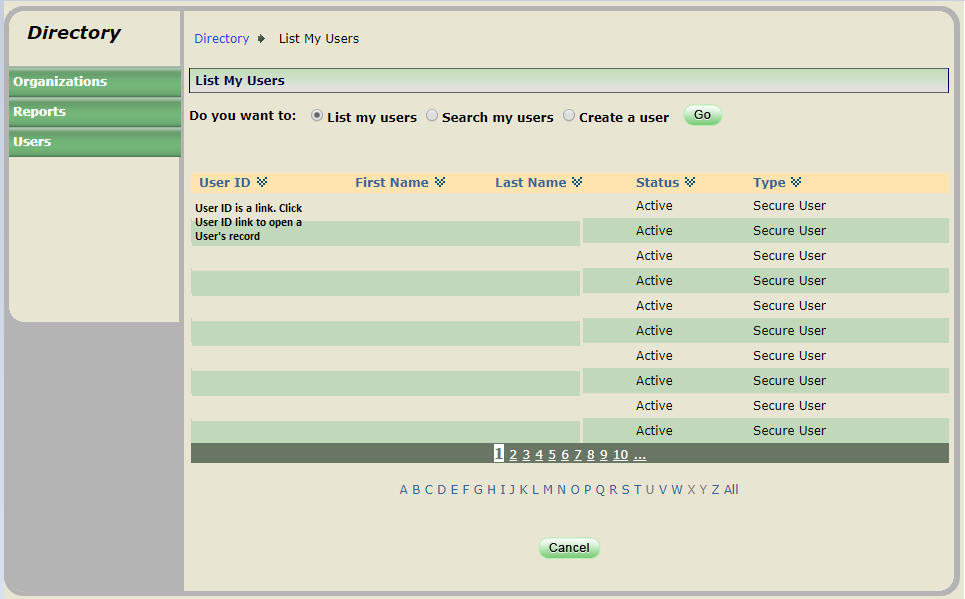 Directory
Directory List My Users
Organizations
Reports
Users
List My Users
Do you want to: List my users Search my users Create a user Go
User ID First Name Last Name Status Type
User ID is a link. Click
User ID link to open a
User's record
Active Secure User
Active Secure User
Active Secure User
Active Secure User
Active Secure User
Active Secure User
Active Secure User
Active Secure User
Active Secure User
Active Secure User
1 2 3 4 5 6 7 8 9 10 ...
A B C D E F G H I J K L M N O P Q R S T U V W X Y Z All
Cancel